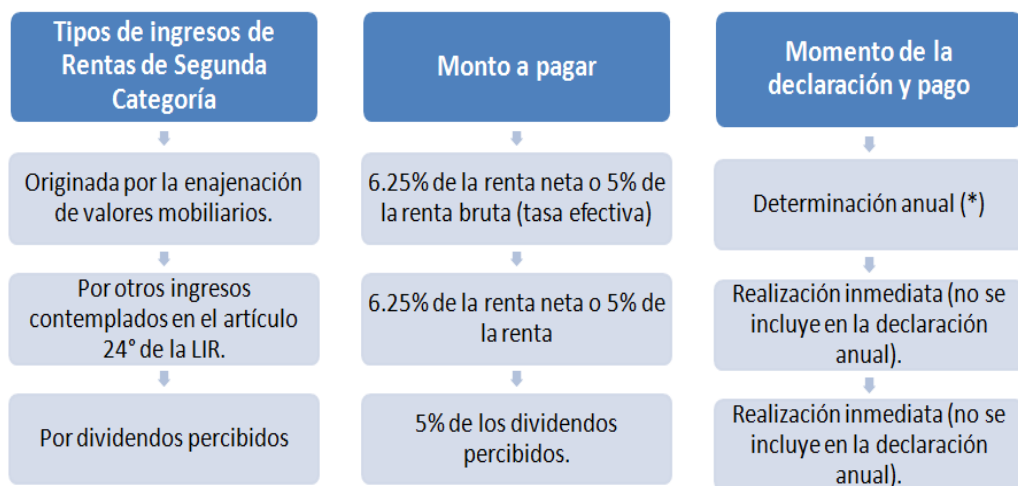 Tipos de ingresos de
Rentas de Segunda
Categoría
Originada por la enajenación
de valores mobiliarios.
Por otros ingresos
contemplados en el artículo
24° de la LIR.
Por dividendos percibidos
Monto a pagar
6.25% de la renta neta o 5% de
la renta bruta (tasa efectiva)
6.25% de la renta neta o 5% de
la renta
5% de los dividendos
percibidos.
Momento de la
declaración y pago
Determinación anual (*)
Realización inmediata (no se
incluye en la declaración
anual).
Realización inmediata (no se
incluye en la declaración
anual).